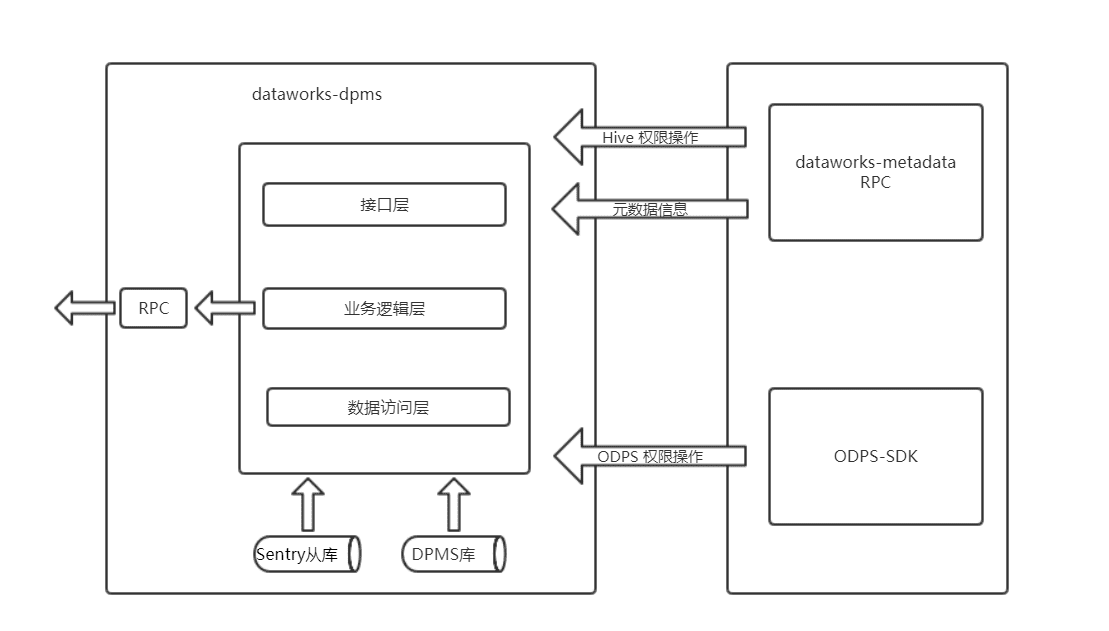 dataworks-dpms
接口层
业务逻辑层
数据访问层
RPC
Sentry从库
DPMS库
Hive 权限操作
元数据信息
ODPS 权限操作
dataworks-metadata
RPC
ODPS-SDK